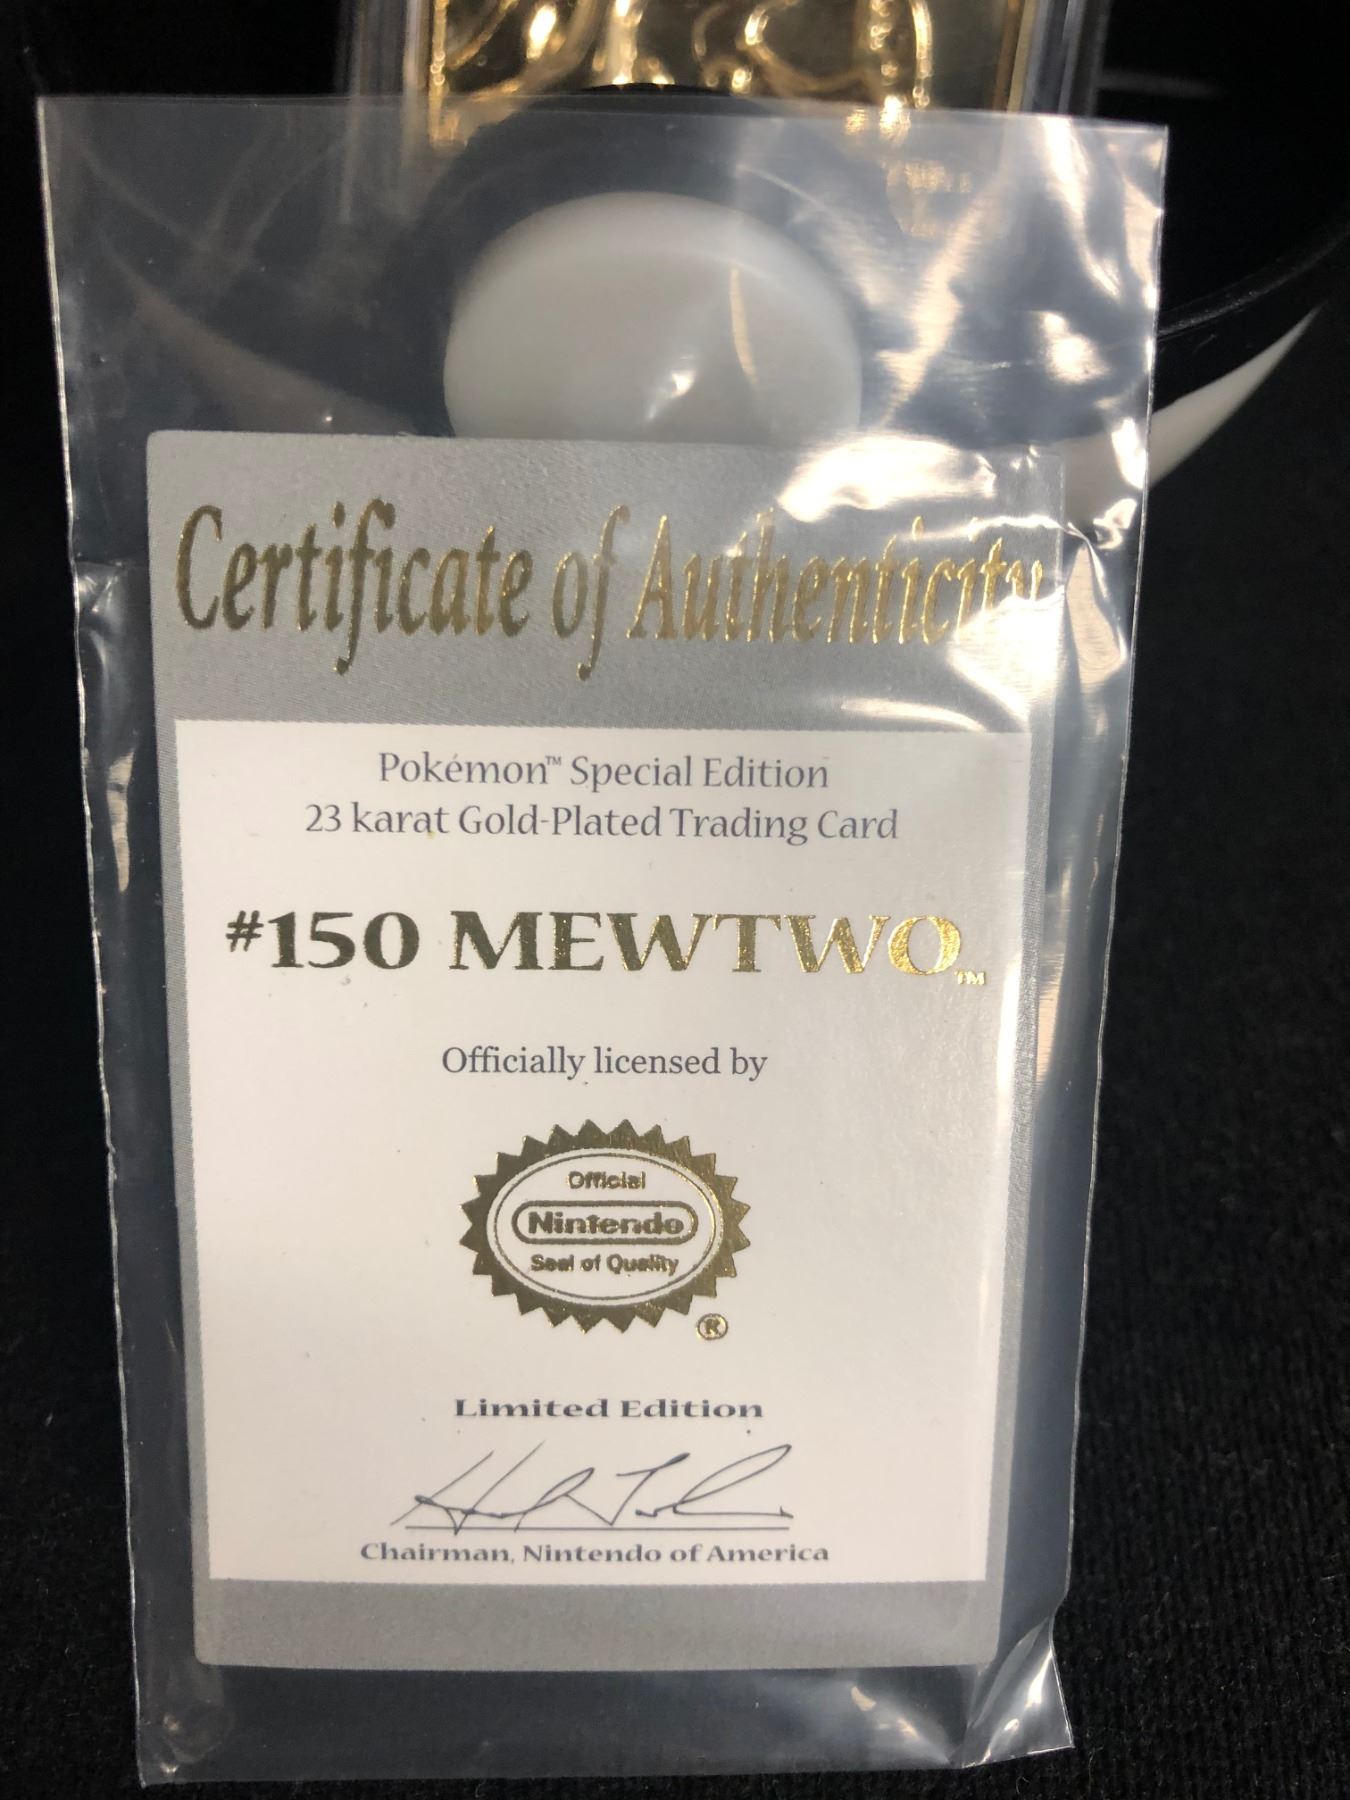 Certificate of Authenticity
Pokémon™ Special Edition
23 karat Gold-Plated Trading Card
#150 MEWTWO™
Officially licensed by
Official
Nintendo
Seal of Quality
®
Limited Edition
Chairman, Nintendo of America